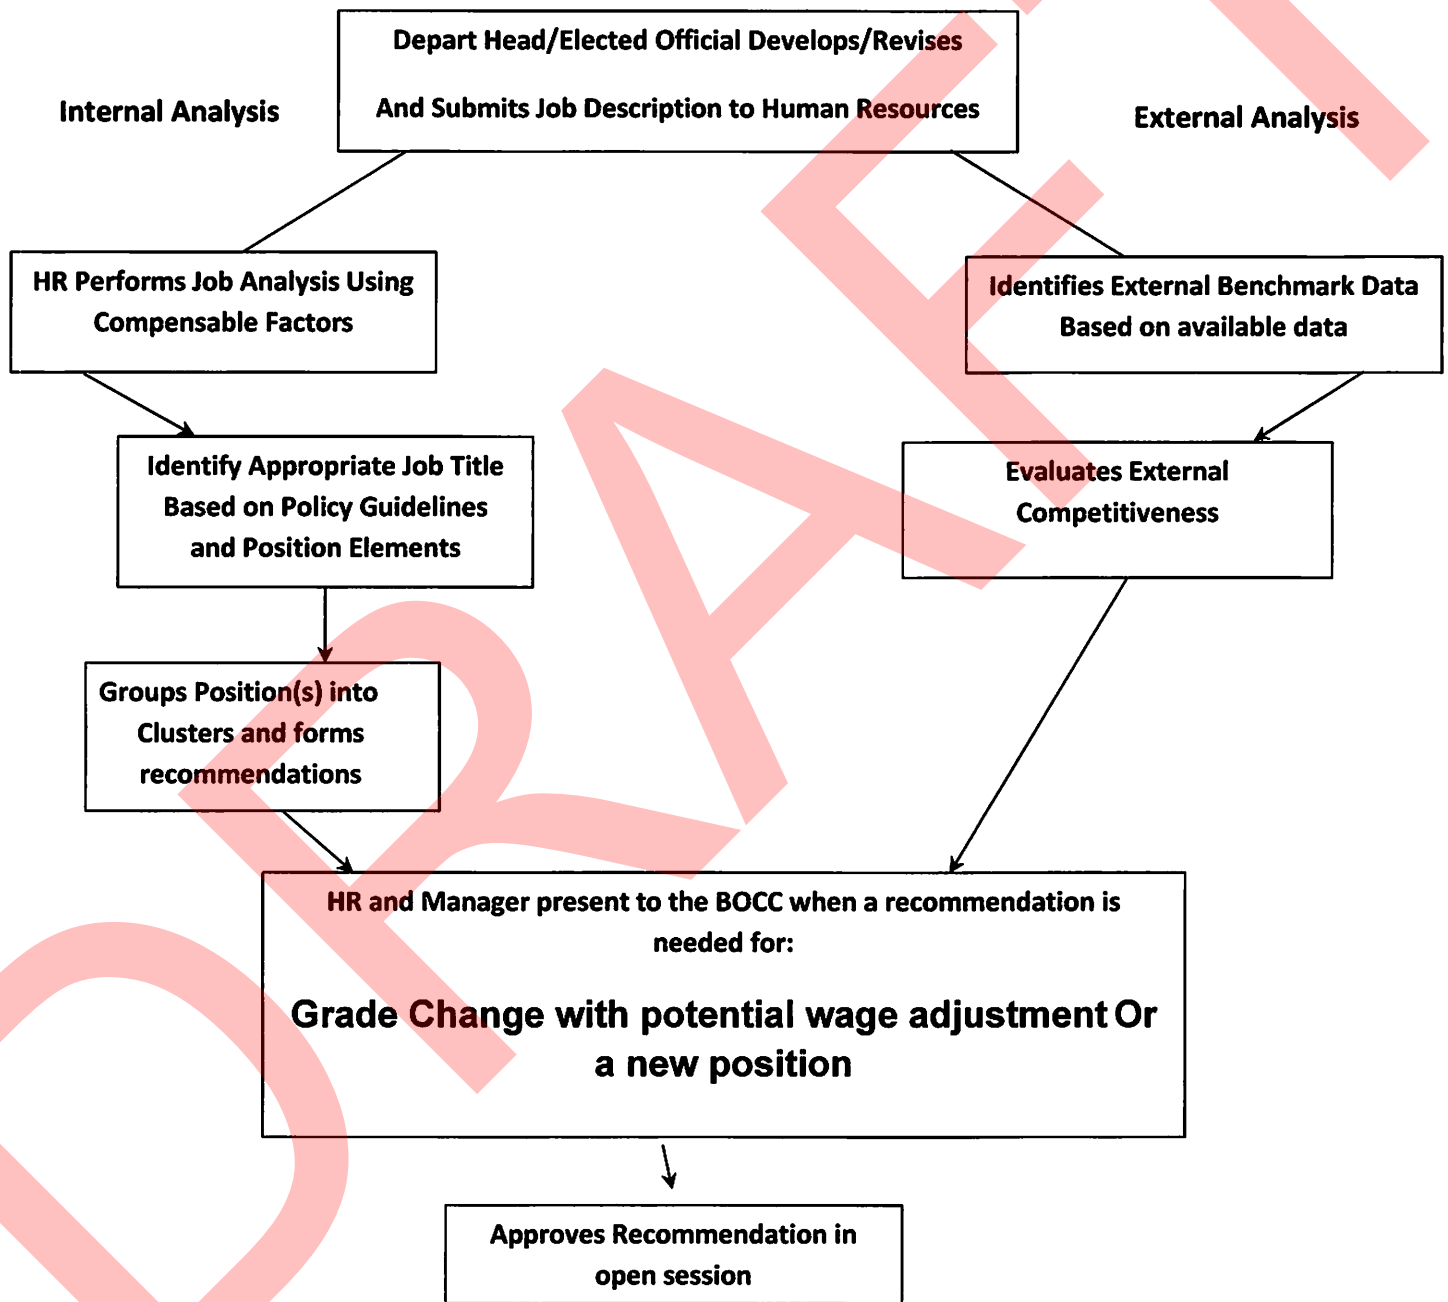 Depart Head/Elected Official Develops/Revises
And Submits Job Description to Human Resources
Internal Analysis
External Analysis
HR Performs Job Analysis Using
Compensable Factors
Identifies External Benchmark Data
Based on available data
Identify Appropriate Job Title
Based on Policy Guidelines
and Position Elements
Evaluates External
Competitiveness
Groups Position(s) into
Clusters and forms
recommendations
HR and Manager present to the BOCC when a recommendation is
needed for:
Grade Change with potential wage adjustment Or
a new position
Approves Recommendation in
open session
DRAFT